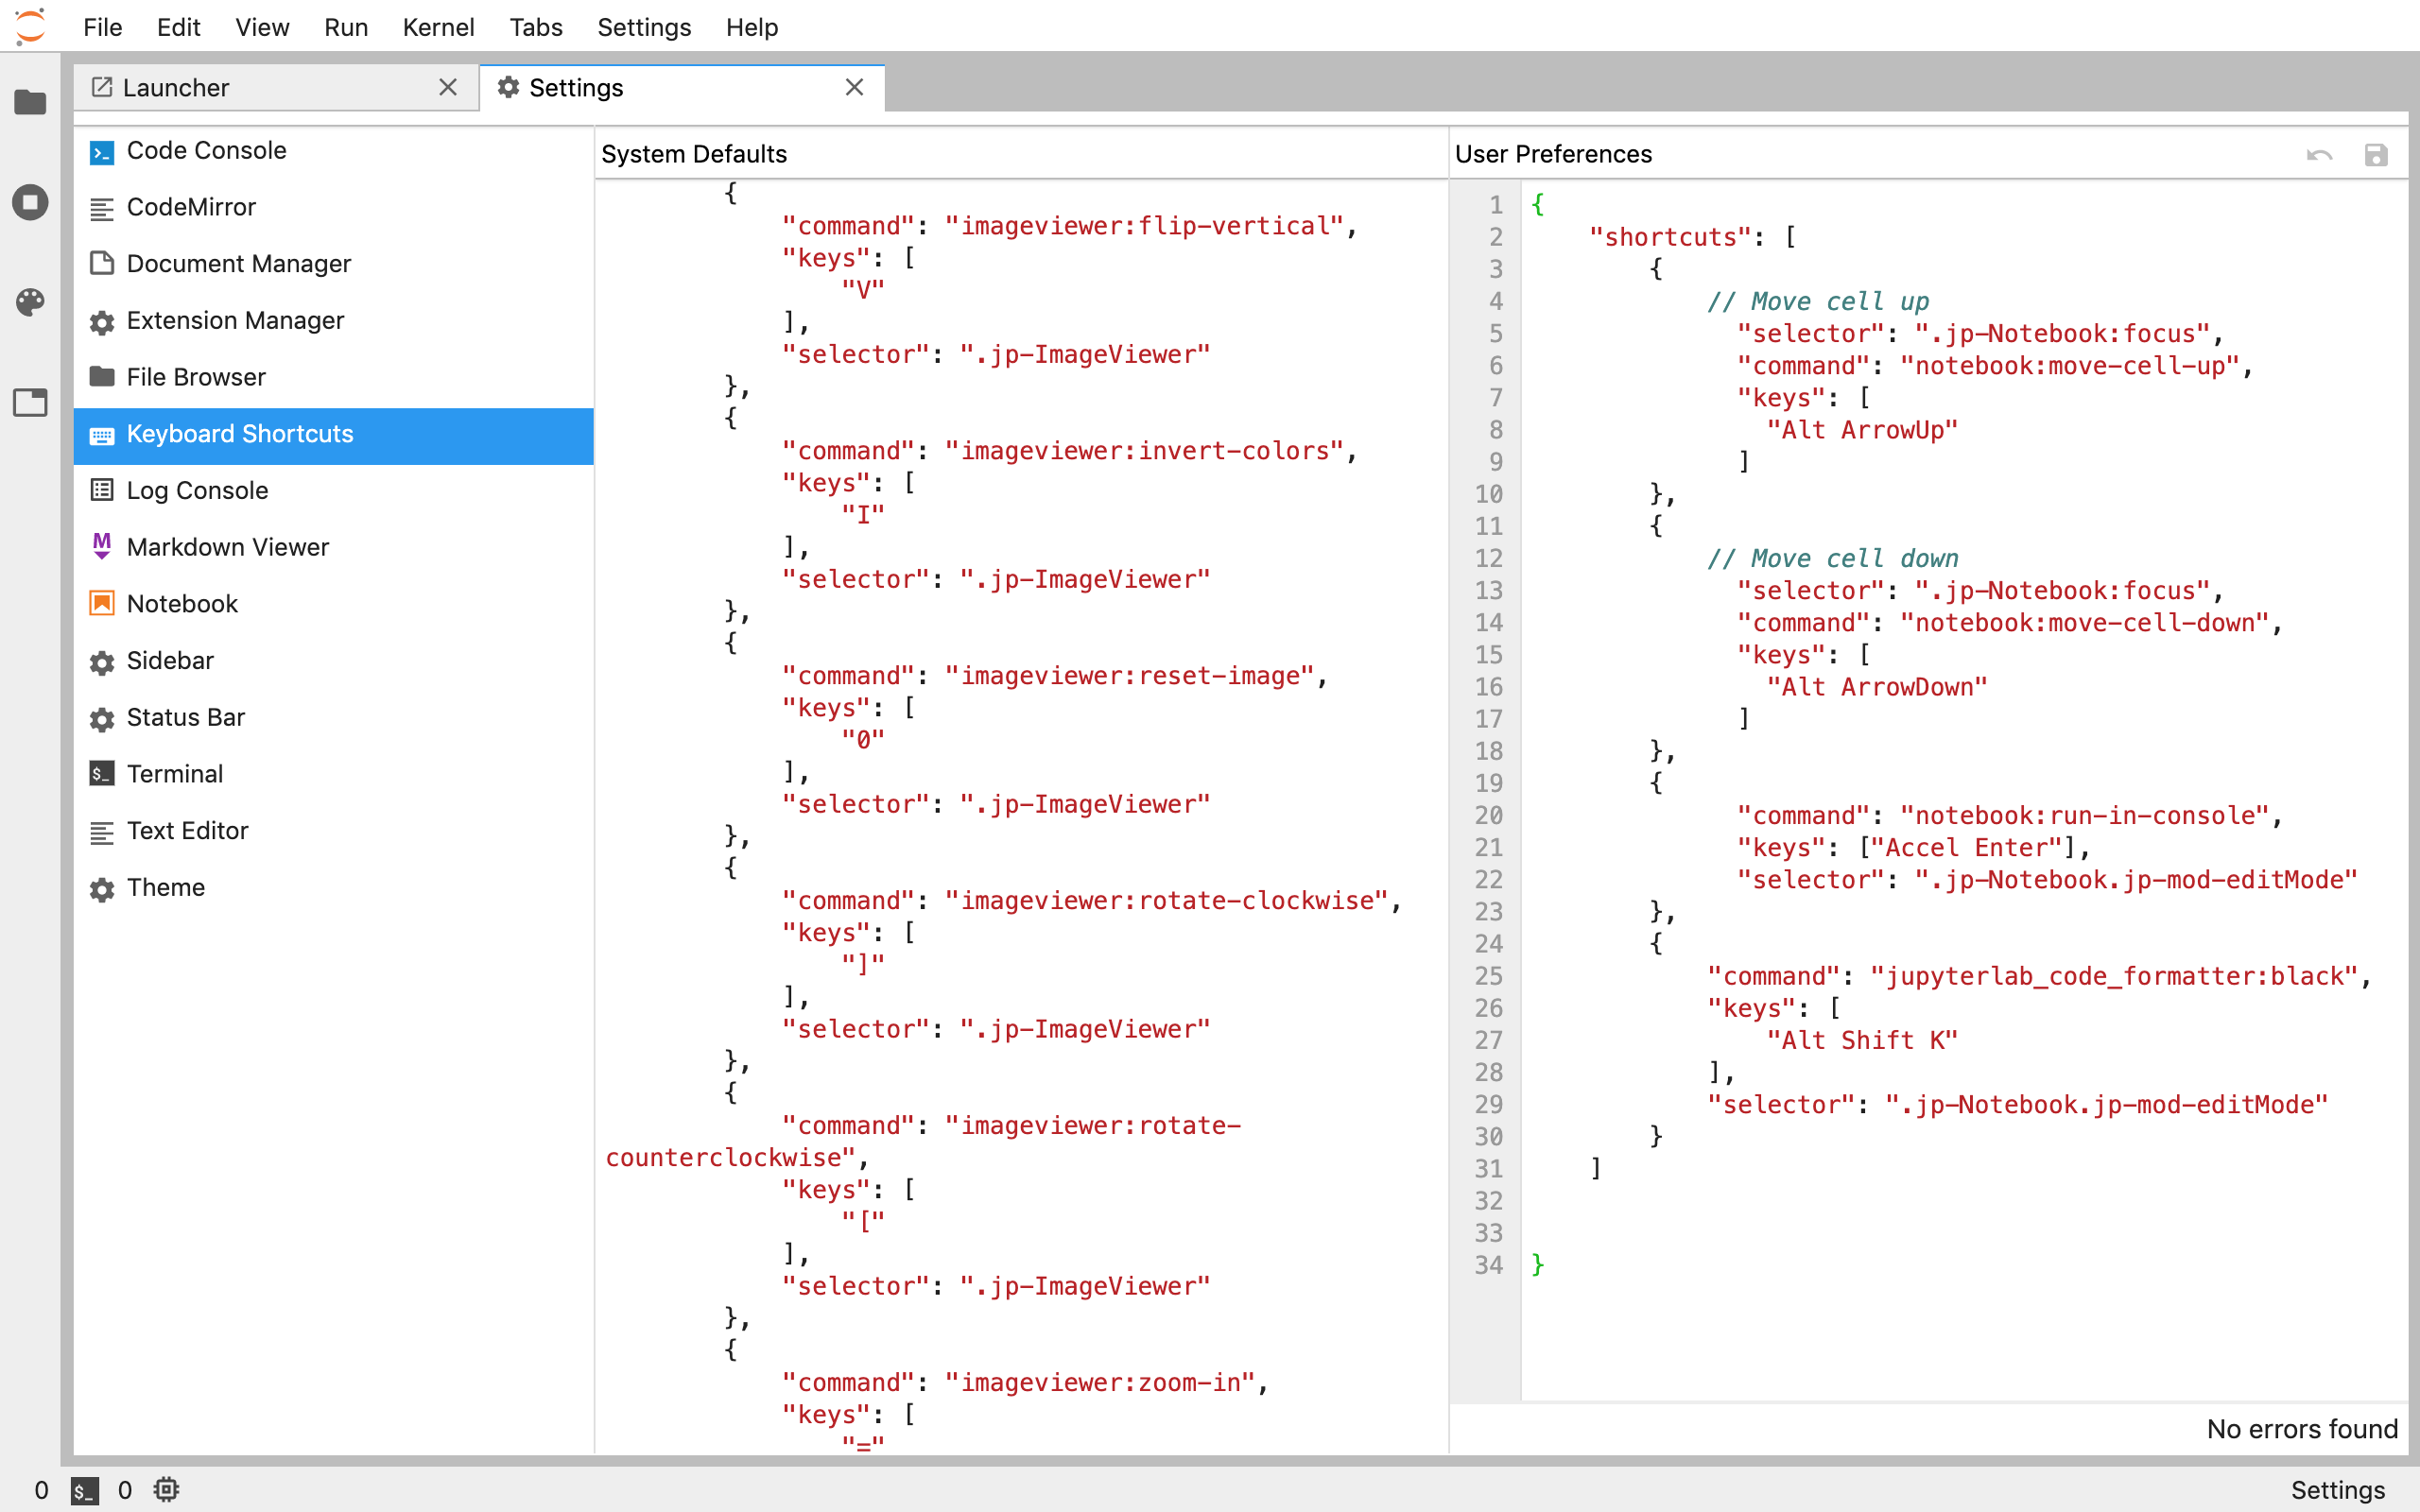 File Edit View Run Kernel Tabs Settings Help
Launcher
Settings
Code Console
CodeMirror
Document Manager
Extension Manager
File Browser
Keyboard Shortcuts
Log Console
Markdown Viewer
Notebook
Sidebar
Status Bar
Terminal
Text Editor
Theme
System Defaults
{
"command": "imageviewer:flip-vertical",
"keys": [
"V"
],
"selector": ".jp-ImageViewer"
},
{
"command": "imageviewer:invert-colors",
"keys": [
"I"
],
"selector": ".jp-ImageViewer"
},
{
"command": "imageviewer:reset-image",
"keys": [
"0"
],
"selector": ".jp-ImageViewer"
},
{
"command": "imageviewer:rotate-clockwise",
"keys": [
"]"
],
"selector": ".jp-ImageViewer"
},
{
"command": "imageviewer:rotate-
counterclockwise",
"keys": [
"["
],
"selector": ".jp-ImageViewer"
},
{
"command": "imageviewer:zoom-in",
"keys": [
"="
User Preferences
1 {
2 "shortcuts": [
3 {
4 // Move cell up
5 "selector": ".jp-Notebook:focus",
6 "command": "notebook:move-cell-up",
7 "keys": [
8 "Alt ArrowUp"
9 ]
10 },
11 {
12 // Move cell down
13 "selector": ".jp-Notebook:focus",
14 "command": "notebook:move-cell-down",
15 "keys": [
16 "Alt ArrowDown"
17 ]
18 },
19 {
20 "command": "notebook:run-in-console",
21 "keys": ["Accel Enter"],
22 "selector": ".jp-Notebook.jp-mod-editMode"
23 },
24 {
25 "command": "jupyterlab_code_formatter:black",
26 "keys": [
27 "Alt Shift K"
28 ],
29 "selector": ".jp-Notebook.jp-mod-editMode"
30 }
31 ]
32
33
34 }
No errors found
0 $_ 0
Settings